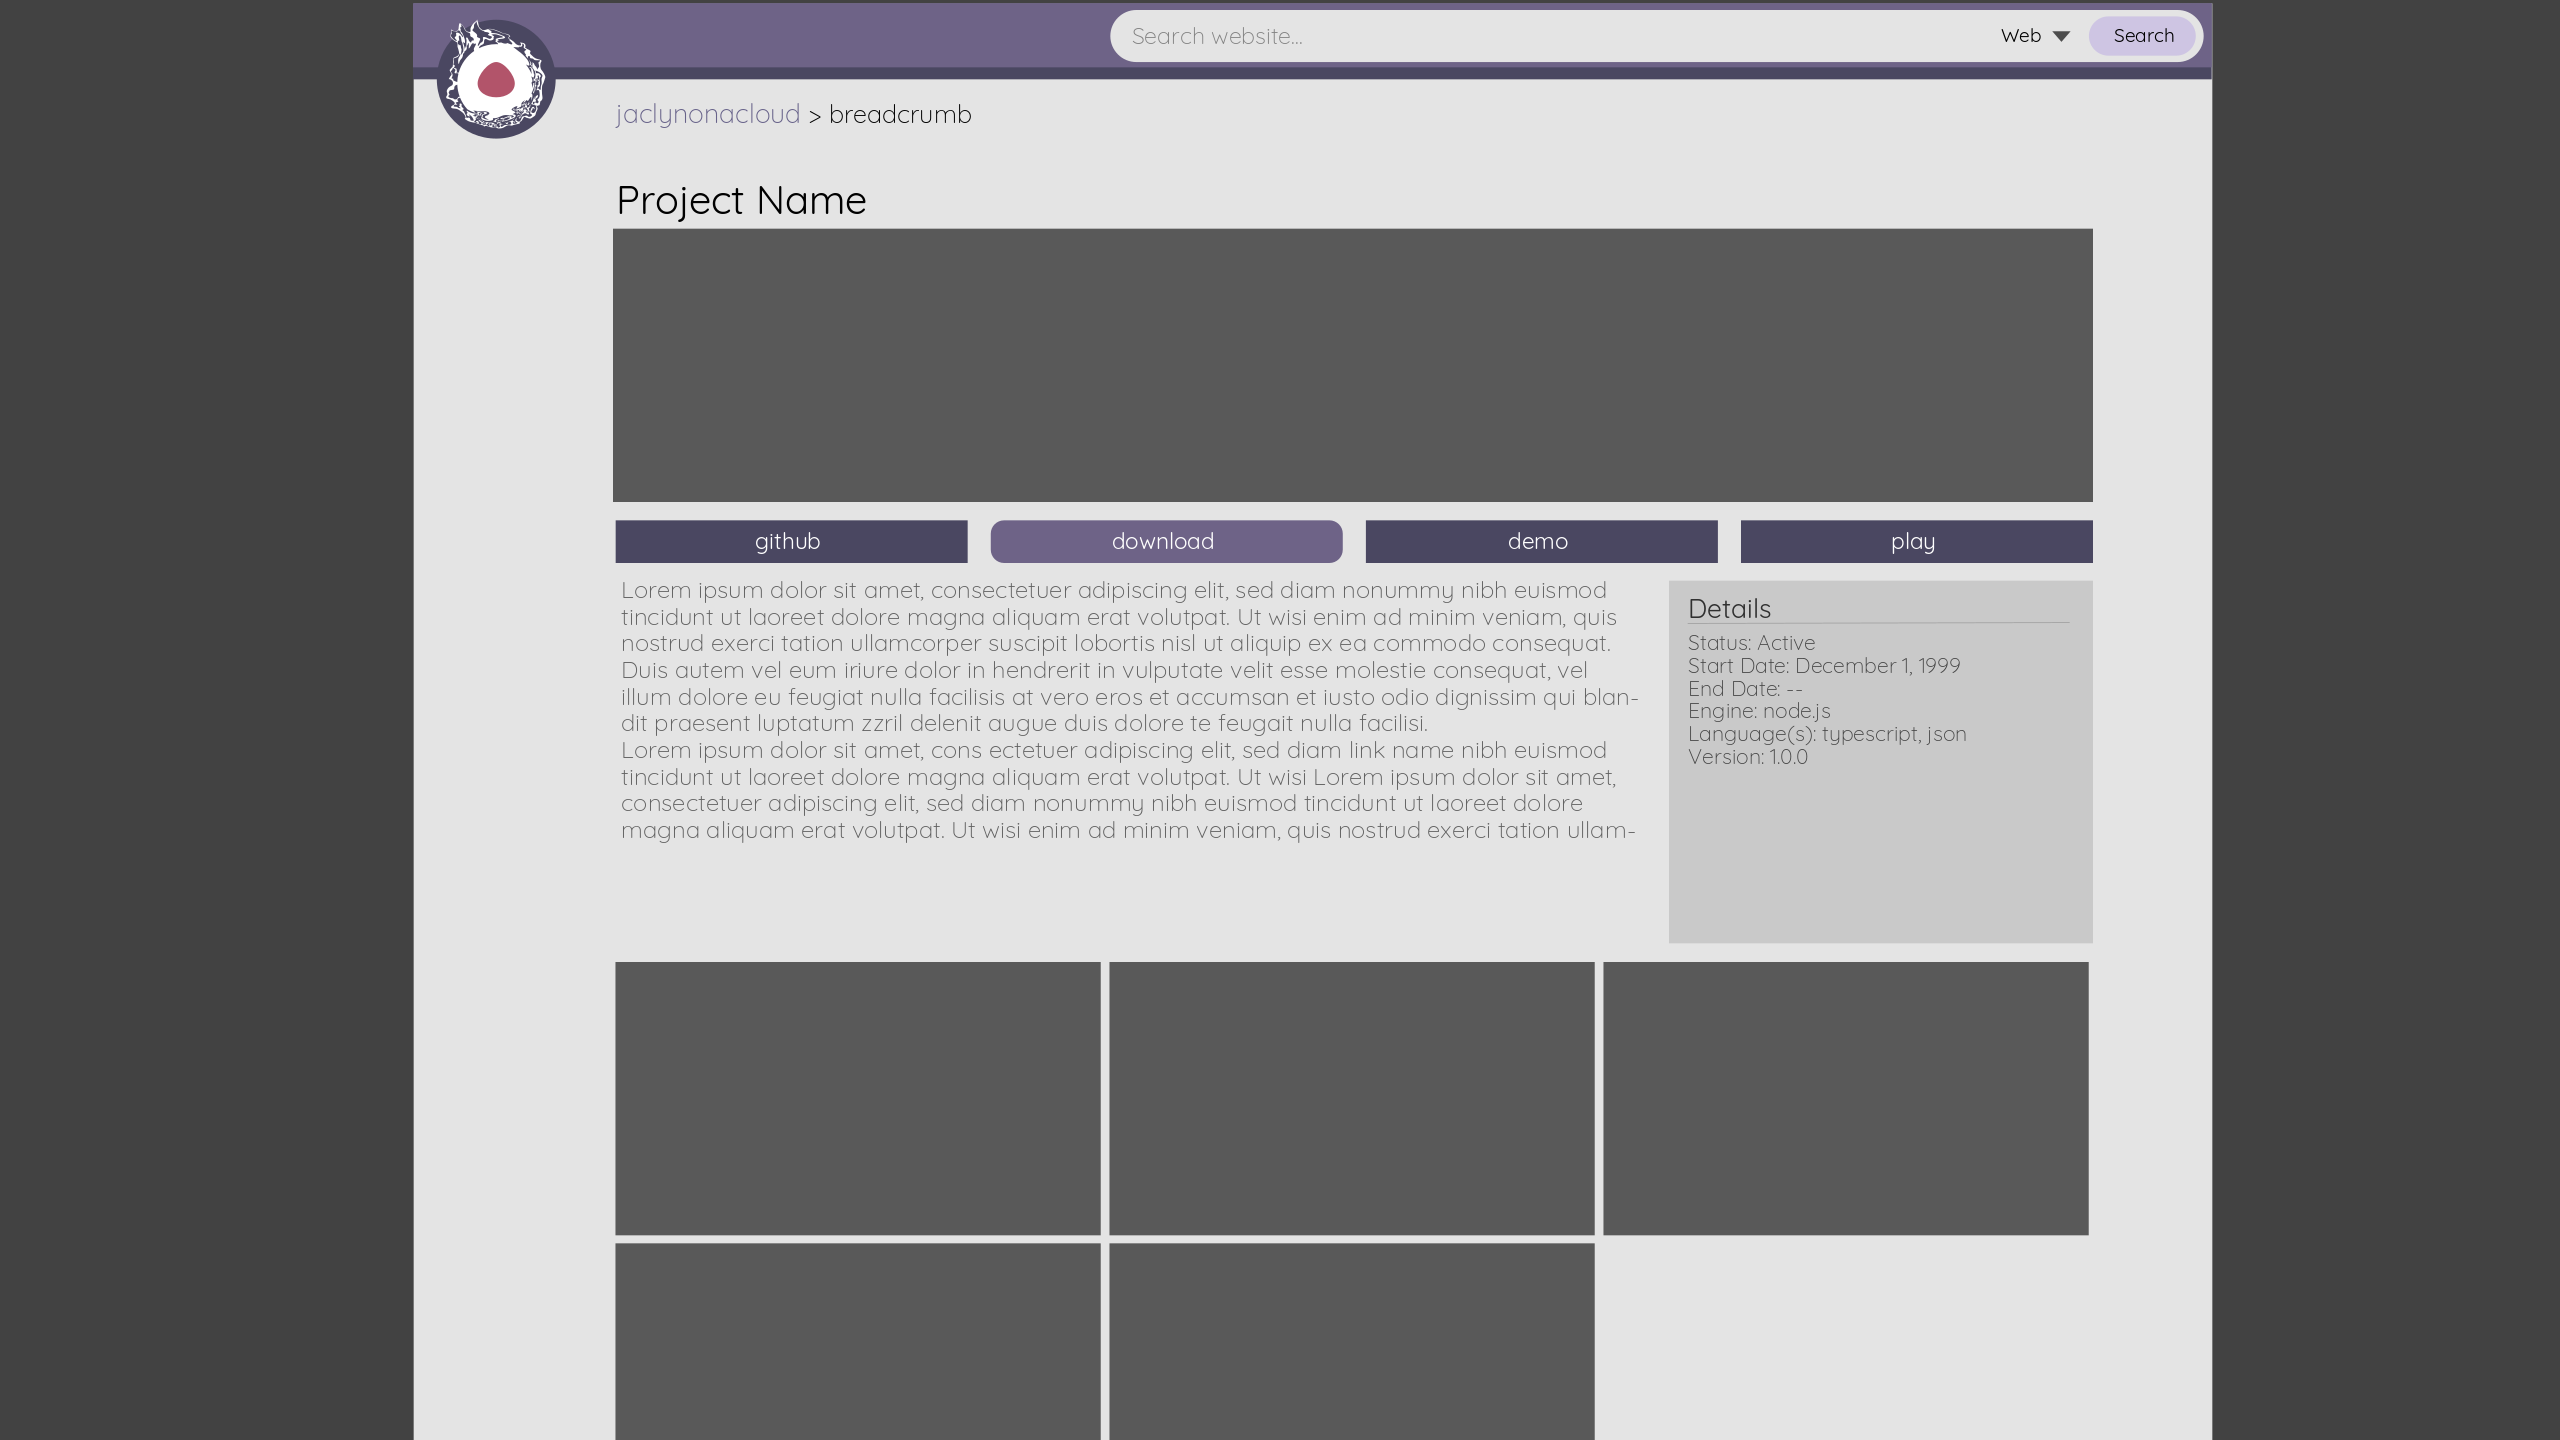 Search website...
Web
Search
jaclynonacloud > breadcrumb
Project Name
github
download
demo
play
Lorem ipsum dolor sit amet, consectetuer adipiscing elit, sed diam nonummy nibh euismod
tincidunt ut laoreet dolore magna aliquam erat volutpat. Ut wisi enim ad minim veniam, quis
nostrud exerci tation ullamcorper suscipit lobortis nisl ut aliquip ex ea commodo consequat.
Duis autem vel eum iriure dolor in hendrerit in vulputate velit esse molestie consequat, vel
illum dolore eu feugiat nulla facilisis at vero eros et accumsan et iusto odio dignissim qui blan-
dit praesent luptatum zzril delenit augue duis dolore te feugait nulla facilisi.
Lorem ipsum dolor sit amet, cons ectetuer adipiscing elit, sed diam link name nibh euismod
tincidunt ut laoreet dolore magna aliquam erat volutpat. Ut wisi Lorem ipsum dolor sit amet,
consectetuer adipiscing elit, sed diam nonummy nibh euismod tincidunt ut laoreet dolore
magna aliquam erat volutpat. Ut wisi enim ad minim veniam, quis nostrud exerci tation ullam-
Details
Status: Active
Start Date: December 1, 1999
End Date: --
Engine: node.js
Language(s): typescript, json
Version: 1.0.0